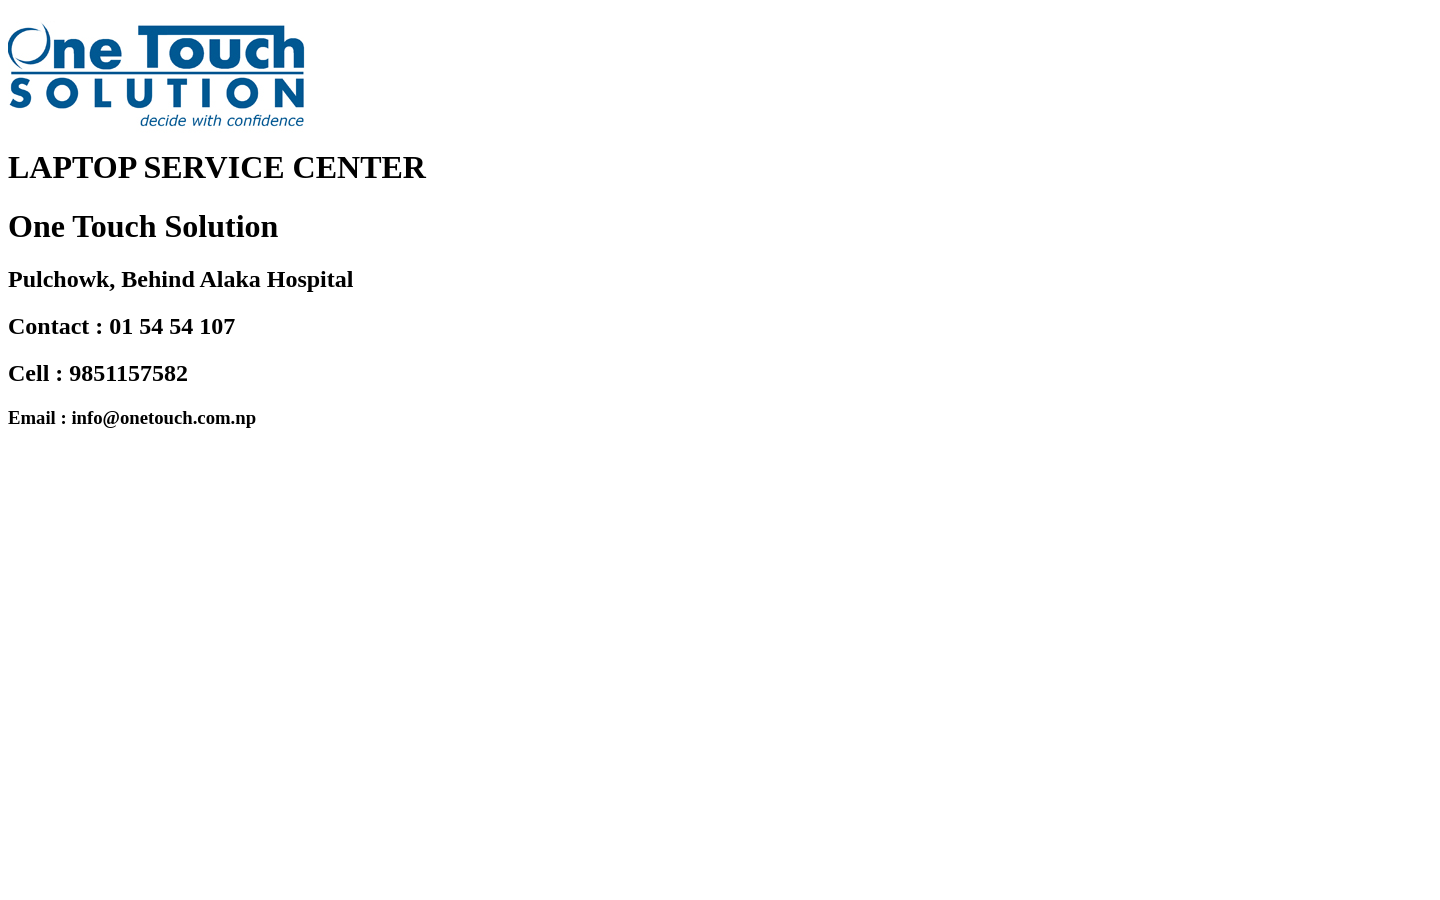 One Touch
SOLUTION
decide with confidence
LAPTOP SERVICE CENTER
One Touch Solution
Pulchowk, Behind Alaka Hospital
Contact : 01 54 54 107
Cell : 9851157582
Email : info@onetouch.com.np